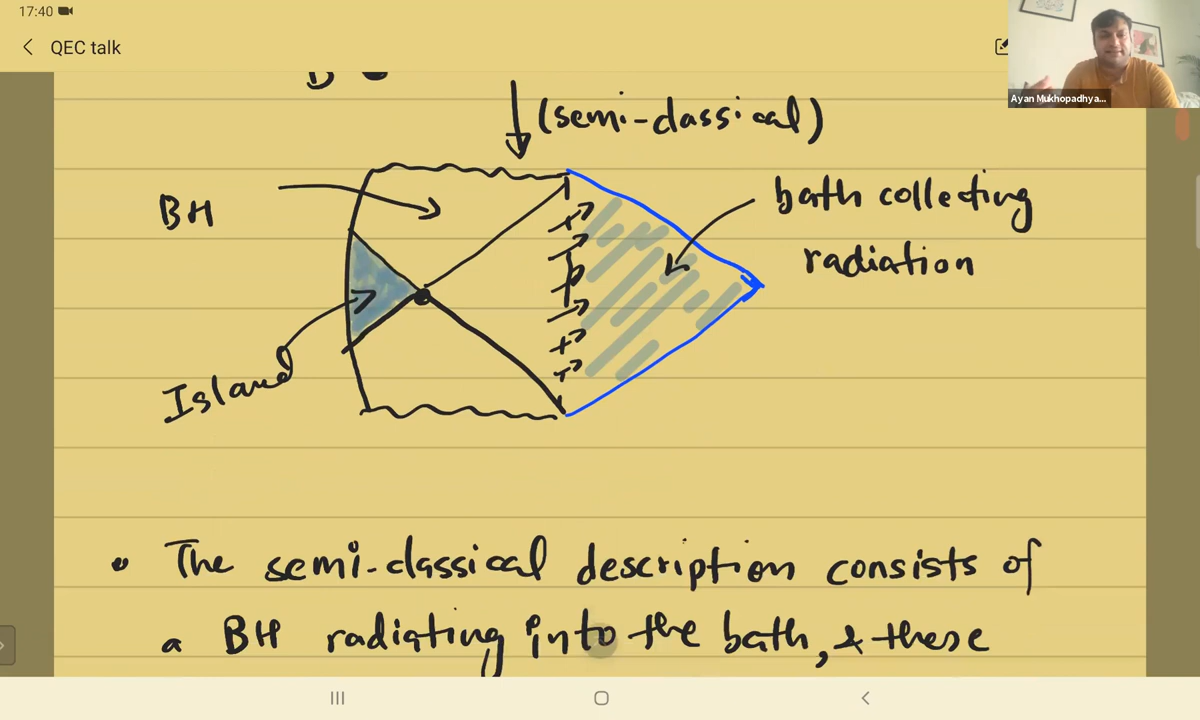 17:40
QEC talk
Ayan Mukhopadhya...
(semi-classical)
BH
bath collecting
radiation
Island
• The semi-classical description consists of
a BH radiating into the bath, & these